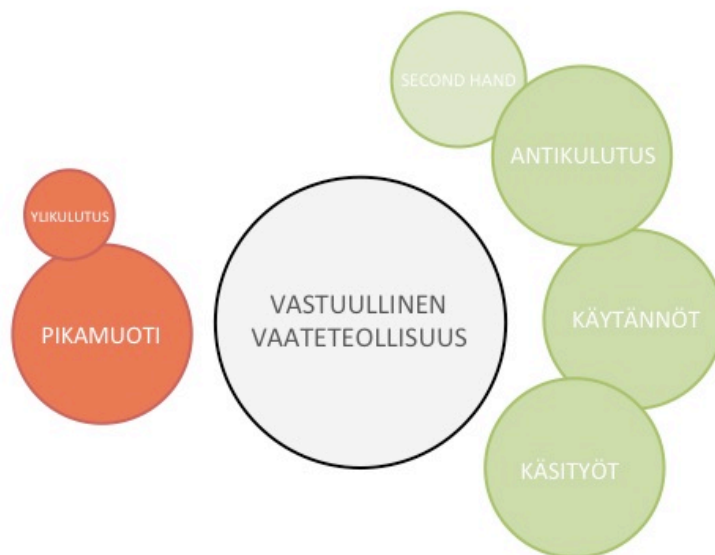 SECOND HAND
ANTIKULUTUS
YLIKULUTUS
PIKAMUOTI
VASTUULLINEN
VAATETEOLLISUUS
KÄYTÄNNÖT
KÄSITYÖT